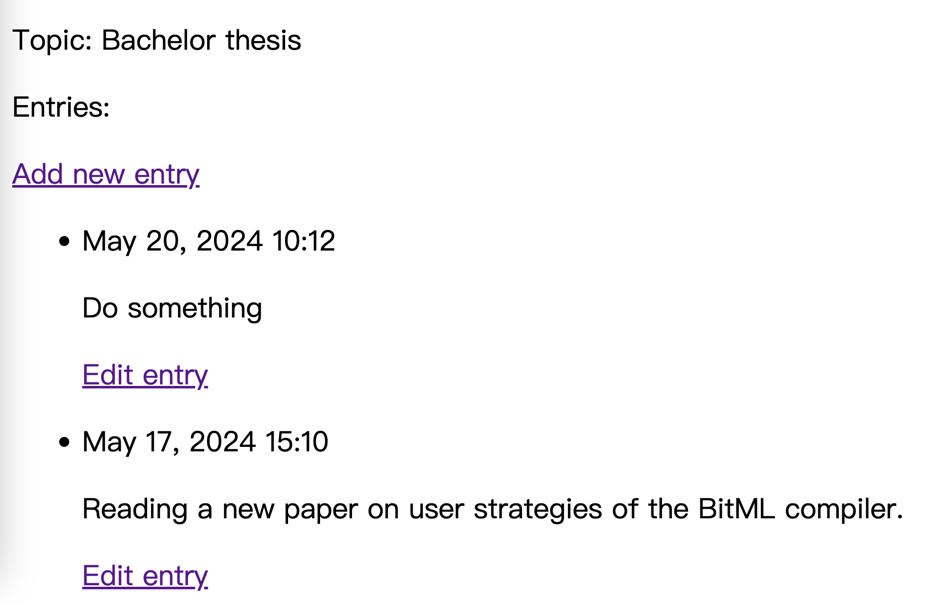 Topic: Bachelor thesis
Entries:
Add new entry
May 20, 2024 10:12
Do something
Edit entry
May 17, 2024 15:10
Reading a new paper on user strategies of the BitML compiler.
Edit entry